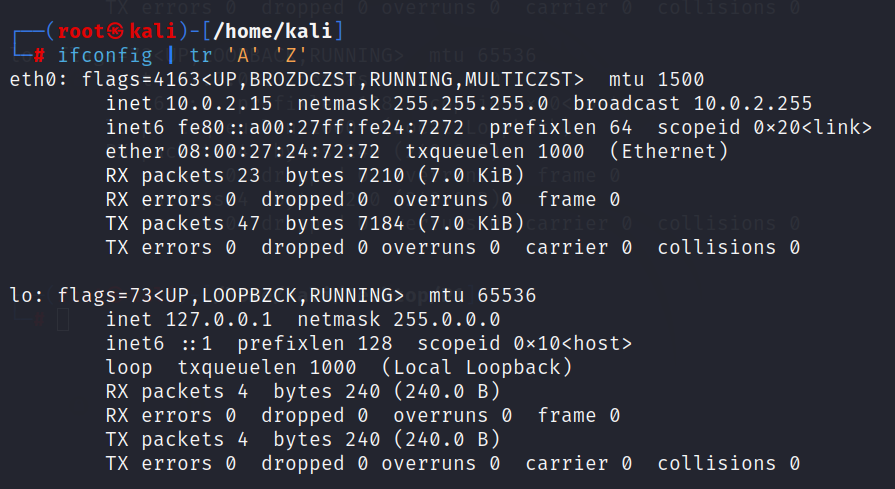 ┌──(root㉿kali)-[/home/kali]
└─# ifconfig | tr 'A' 'Z'
eth0: flags=4163<UP,BROZDCZST,RUNNING,MULTICZST>  mtu 1500
        inet 10.0.2.15  netmask 255.255.255.0  broadcast 10.0.2.255
        inet6 fe80::a00:27ff:fe24:7272  prefixlen 64  scopeid 0×20<link>
        ether 08:00:27:24:72:72  txqueuelen 1000  (Ethernet)
        RX packets 23  bytes 7210 (7.0 KiB)
        RX errors 0  dropped 0  overruns 0  frame 0
        TX packets 47  bytes 7184 (7.0 KiB)
        TX errors 0  dropped 0 overruns 0  carrier 0  collisions 0

lo: flags=73<UP,LOOPBZCK,RUNNING>  mtu 65536
        inet 127.0.0.1  netmask 255.0.0.0
        inet6 ::1  prefixlen 128  scopeid 0×10<host>
        loop  txqueuelen 1000  (Local Loopback)
        RX packets 4  bytes 240 (240.0 B)
        RX errors 0  dropped 0  overruns 0  frame 0
        TX packets 4  bytes 240 (240.0 B)
        TX errors 0  dropped 0 overruns 0  carrier 0  collisions 0